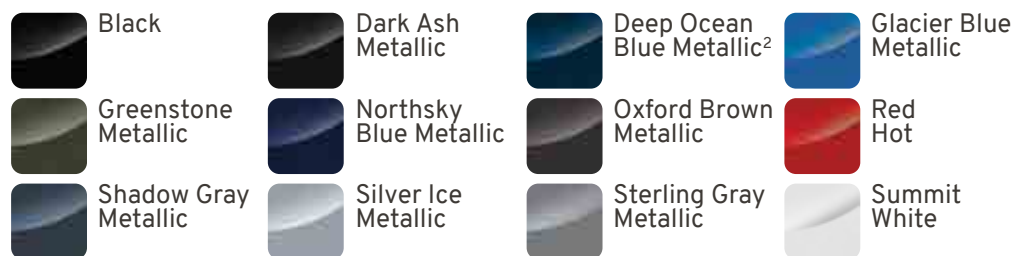 Black
Dark Ash
Metallic
Deep Ocean
Blue Metallic²
Glacier Blue
Metallic
Greenstone
Metallic
Northsky
Blue Metallic
Oxford Brown
Metallic
Red
Hot
Shadow Gray
Metallic
Silver Ice
Metallic
Sterling Gray
Metallic
Summit
White